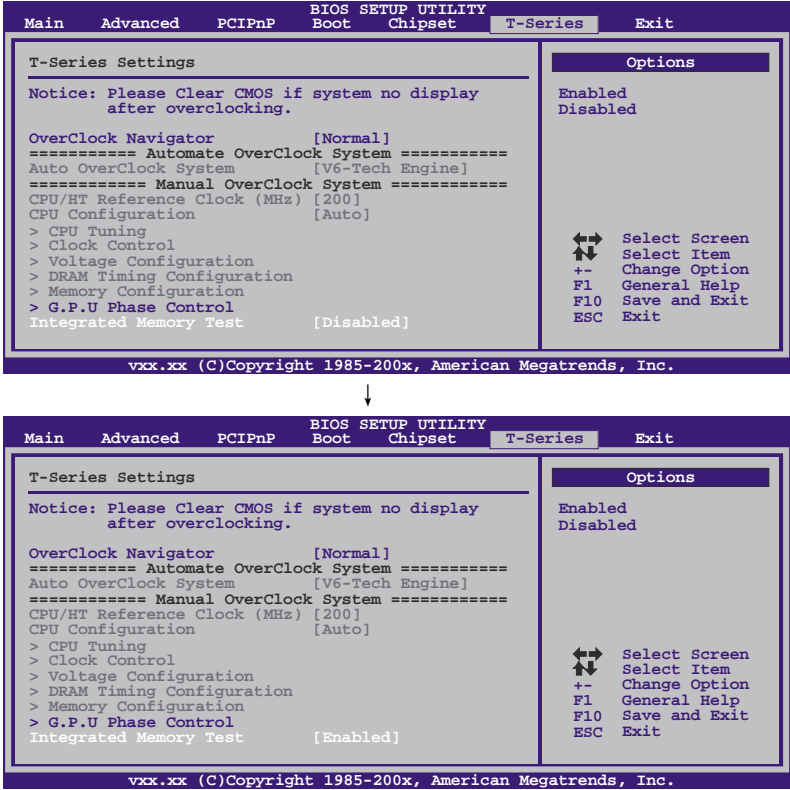 BIOS SETUP UTILITY
Main Advanced PCIPnP Boot Chipset T-Series Exit
T-Series Settings
Options
Notice: Please Clear CMOS if system no display
after overclocking.
Enabled
Disabled
OverClock Navigator [Normal]
=========== Automate OverClock System ===========
Auto OverClock System [V6-Tech Engine]
============ Manual OverClock System ============
CPU/HT Reference Clock (MHz) [200]
CPU Configuration [Auto]
> CPU Tuning
> Clock Control
> Voltage Configuration
> DRAM Timing Configuration
> Memory Configuration
> G.P.U Phase Control
Integrated Memory Test [Disabled]
Select Screen
Select Item
+- Change Option
F1 General Help
F10 Save and Exit
ESC Exit
vxx.xx (C)Copyright 1985-200x, American Megatrends, Inc.
BIOS SETUP UTILITY
Main Advanced PCIPnP Boot Chipset T-Series Exit
T-Series Settings
Options
Notice: Please Clear CMOS if system no display
after overclocking.
Enabled
Disabled
OverClock Navigator [Normal]
=========== Automate OverClock System ===========
Auto OverClock System [V6-Tech Engine]
============ Manual OverClock System ============
CPU/HT Reference Clock (MHz) [200]
CPU Configuration [Auto]
> CPU Tuning
> Clock Control
> Voltage Configuration
> DRAM Timing Configuration
> Memory Configuration
> G.P.U Phase Control
Integrated Memory Test [Enabled]
Select Screen
Select Item
+- Change Option
F1 General Help
F10 Save and Exit
ESC Exit
vxx.xx (C)Copyright 1985-200x, American Megatrends, Inc.